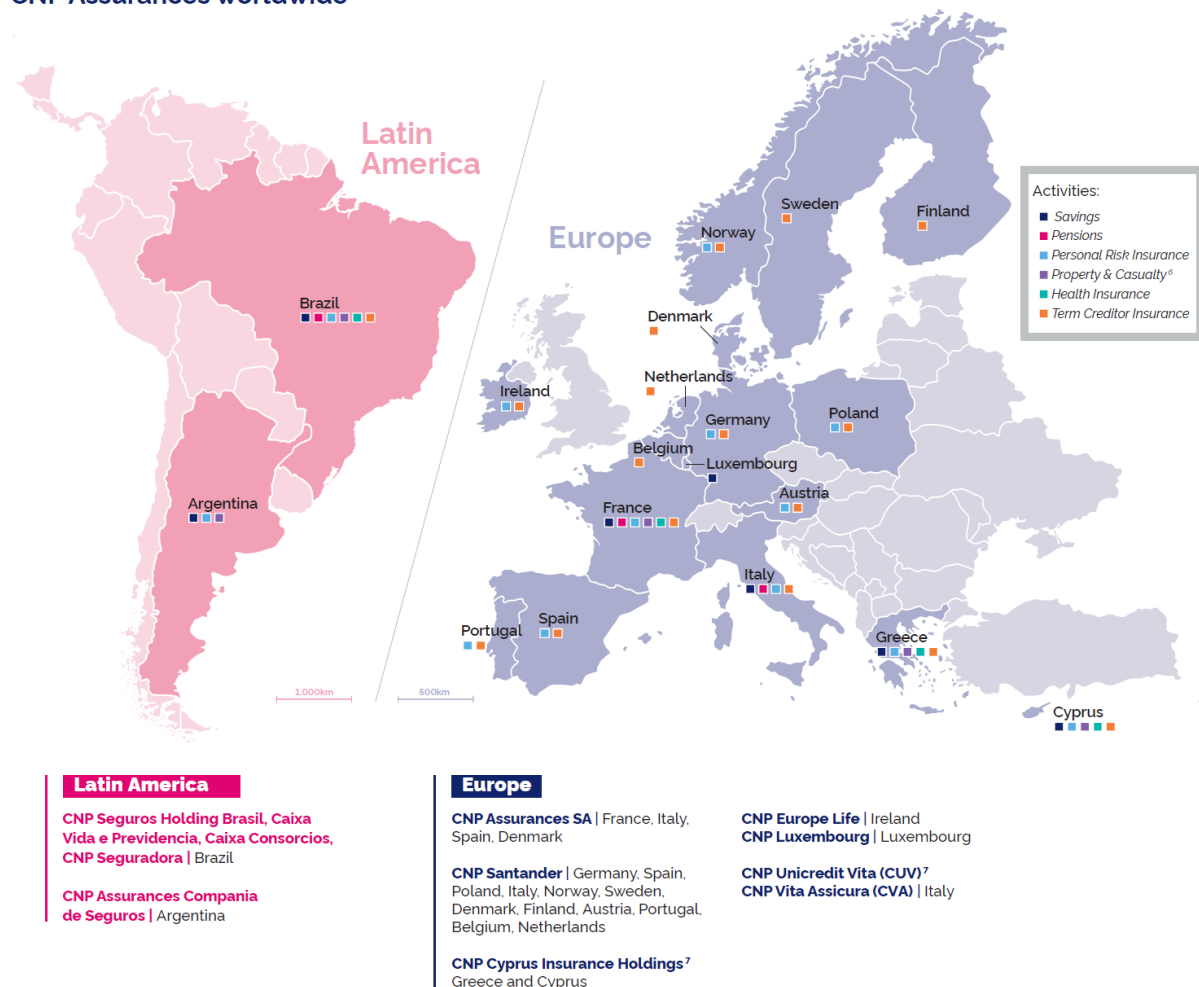 CNP Assurances worldwide
Latin
America
Europe
Sweden
Finland
Norway
Activities:
Savings
Pensions
Personal Risk Insurance
Property & Casualty⁶
Health Insurance
Term Creditor Insurance
Brazil
Denmark
Netherlands
Ireland
Germany
Poland
Belgium
Luxembourg
Austria
Argentina
France
Italy
Portugal
Spain
Greece
1,000km
500km
Cyprus
Latin America
CNP Seguros Holding Brasil, Caixa
Vida e Previdencia, Caixa Consorcios,
CNP Seguradora | Brazil
CNP Assurances Compania
de Seguros | Argentina
Europe
CNP Assurances SA | France, Italy,
Spain, Denmark
CNP Santander | Germany, Spain,
Poland, Italy, Norway, Sweden,
Denmark, Finland, Austria, Portugal,
Belgium, Netherlands
CNP Cyprus Insurance Holdings⁷
Greece and Cyprus
CNP Europe Life | Ireland
CNP Luxembourg | Luxembourg
CNP Unicredit Vita (CUV)⁷
CNP Vita Assicura (CVA) | Italy